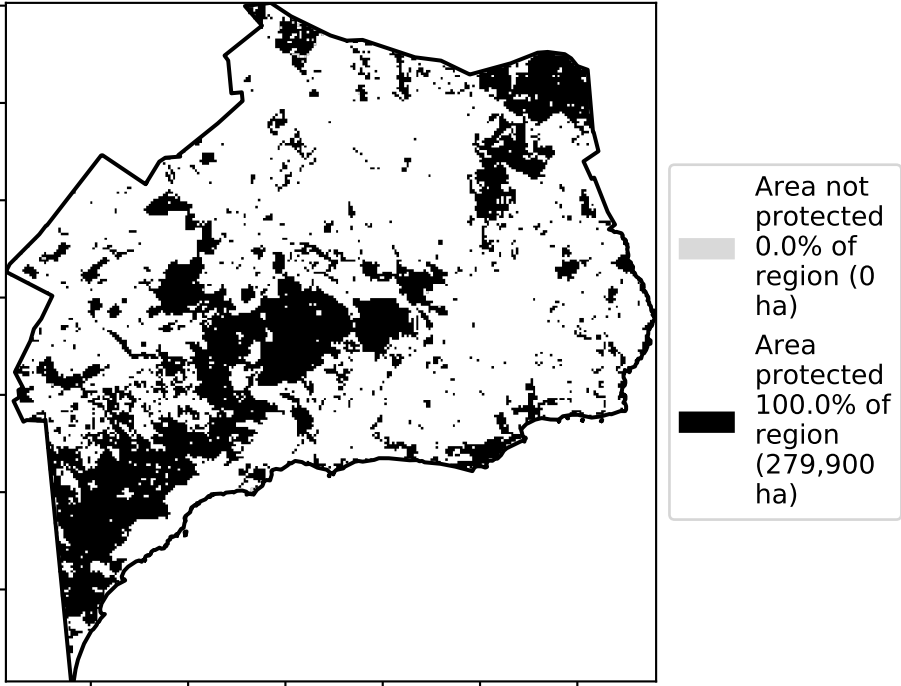 Area not
protected
0.0% of
region (0
ha)
Area
protected
100.0% of
region
(279,900
ha)